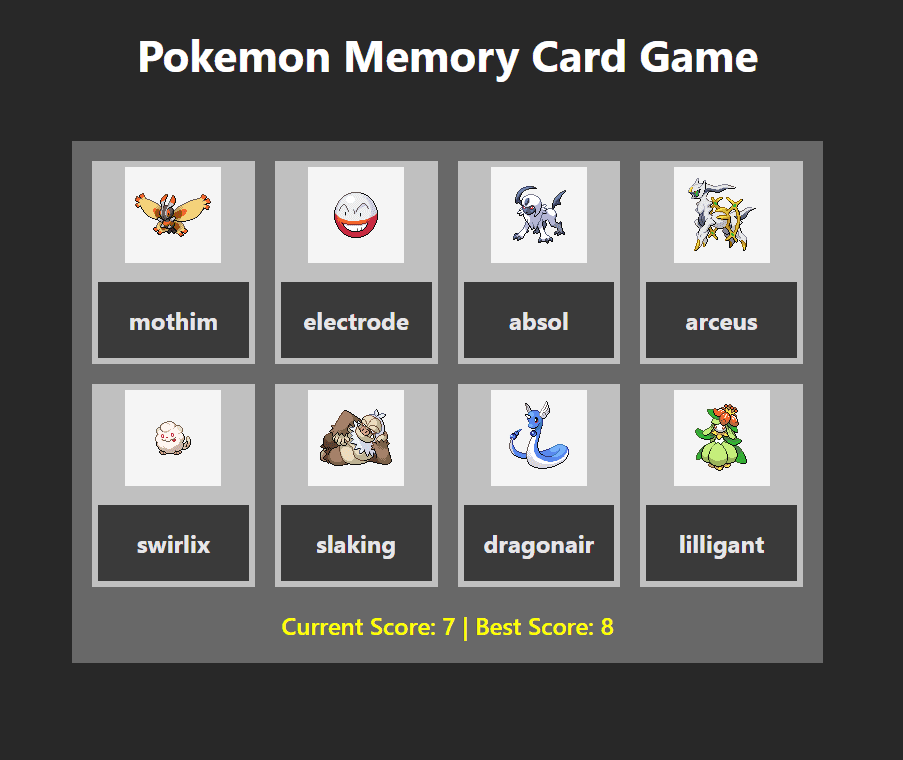 Pokemon Memory Card Game
mothim
electrode
absol
arceus
swirlix
slaking
dragonair
lilligant
Current Score: 7 | Best Score: 8